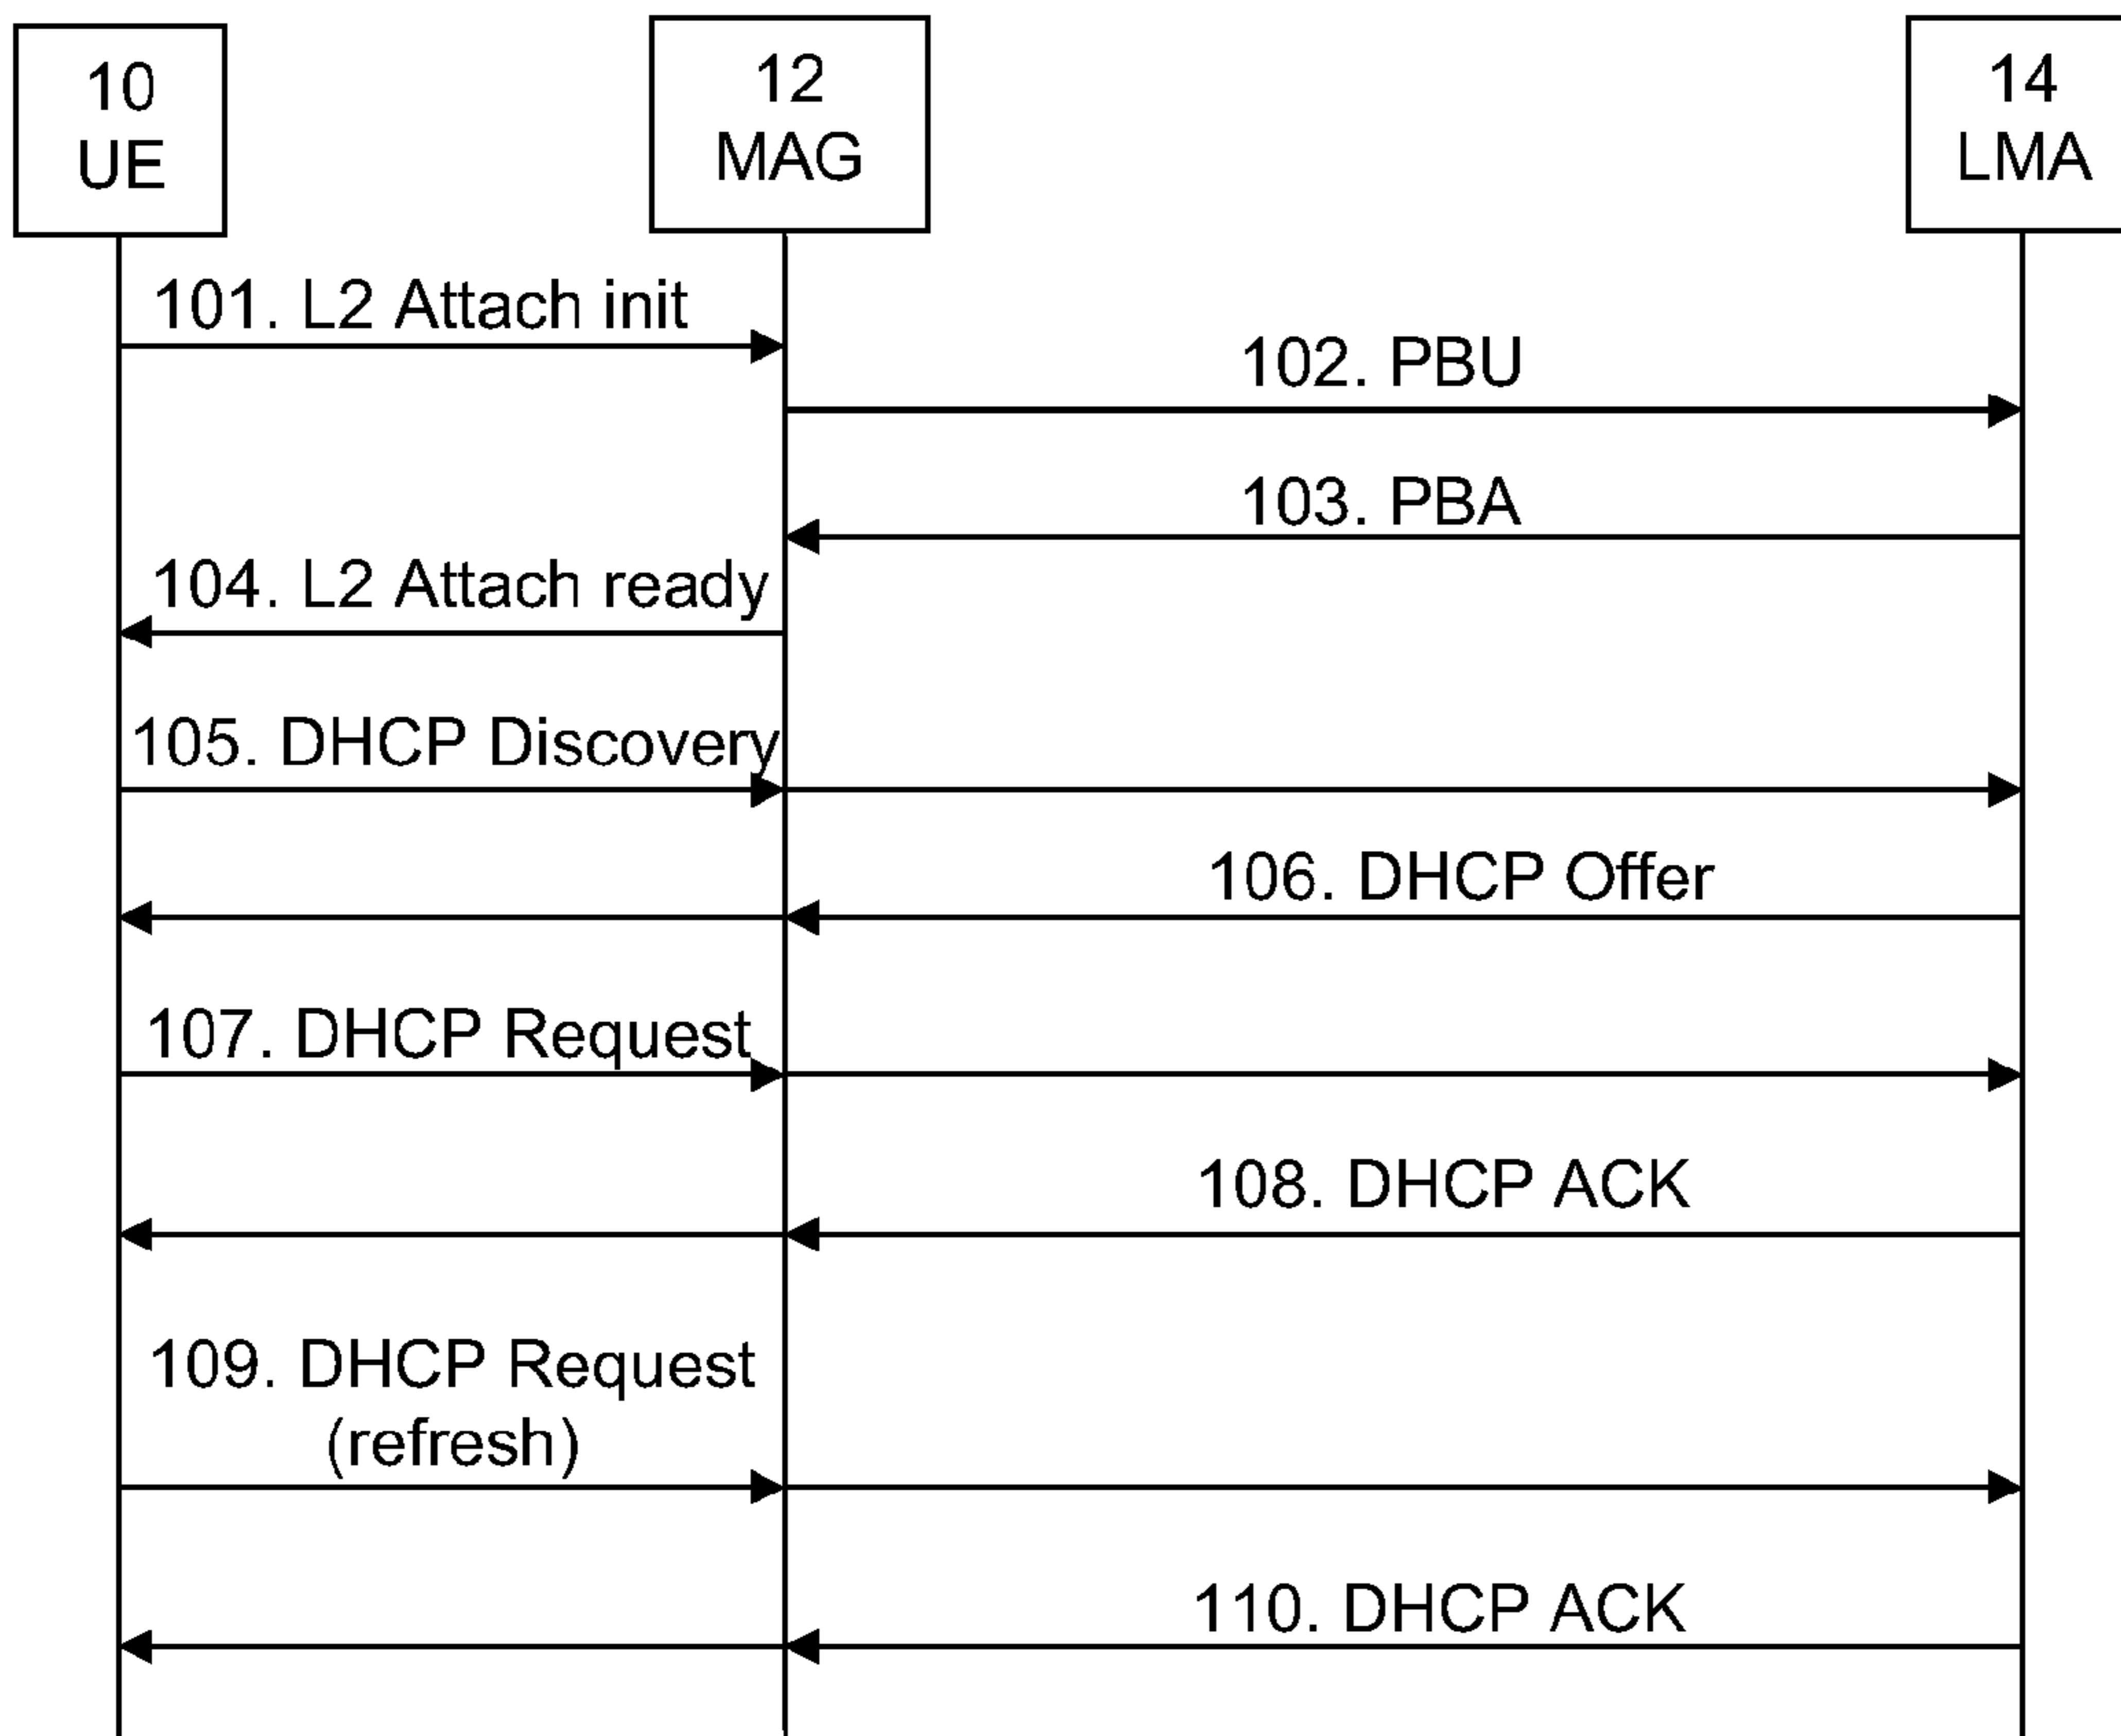 10
UE
12
MAG
14
LMA
101. L2 Attach init
102. PBU
103. PBA
104. L2 Attach ready
105. DHCP Discovery
106. DHCP Offer
107. DHCP Request
108. DHCP ACK
109. DHCP Request
(refresh)
110. DHCP ACK